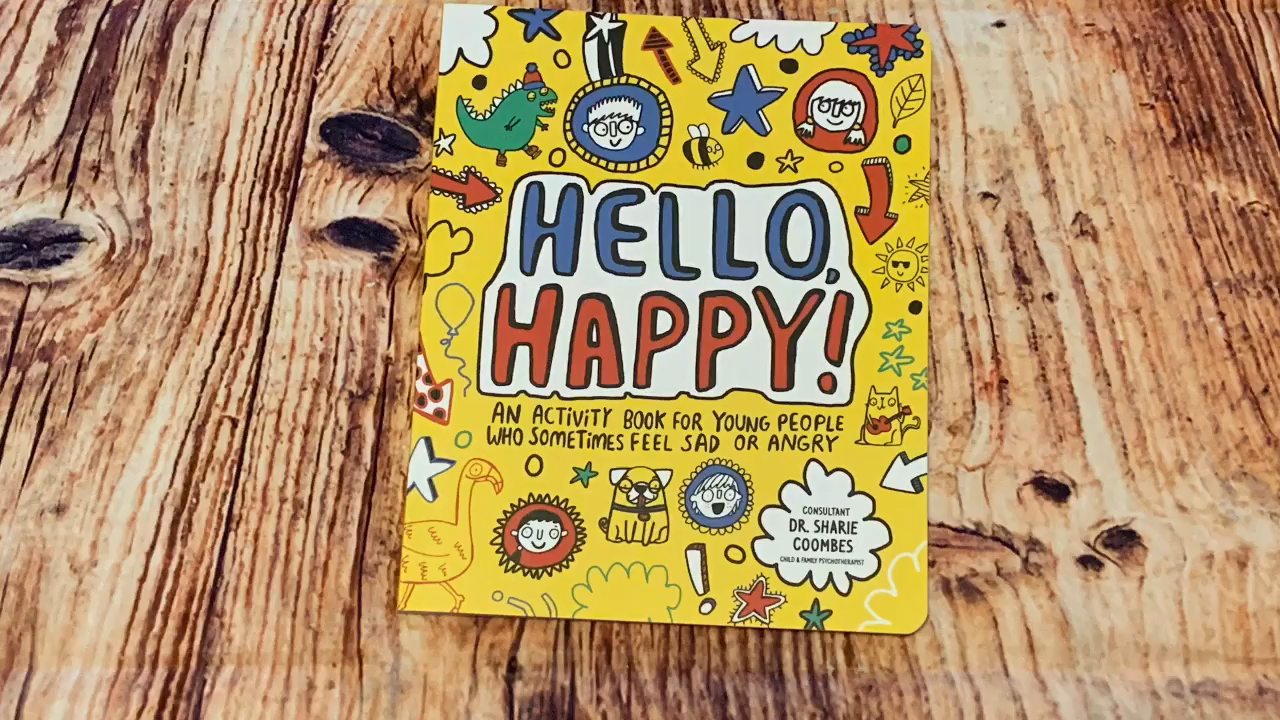 HELLO,
HAPPY!
AN ACTIVITY BOOK FOR YOUNG PEOPLE
WHO SOMETIMES FEEL SAD OR ANGRY
CONSULTANT
DR. SHARIE
COOMBES
CHILD & FAMILY PSYCHOTHERAPIST